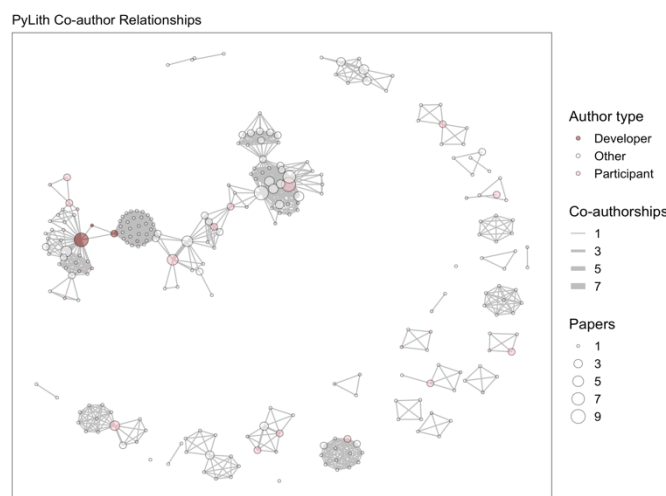 PyLith Co-author Relationships
Author type
Developer
Other
Participant
Co-authorships
1
3
5
7
Papers
1
3
5
7
9